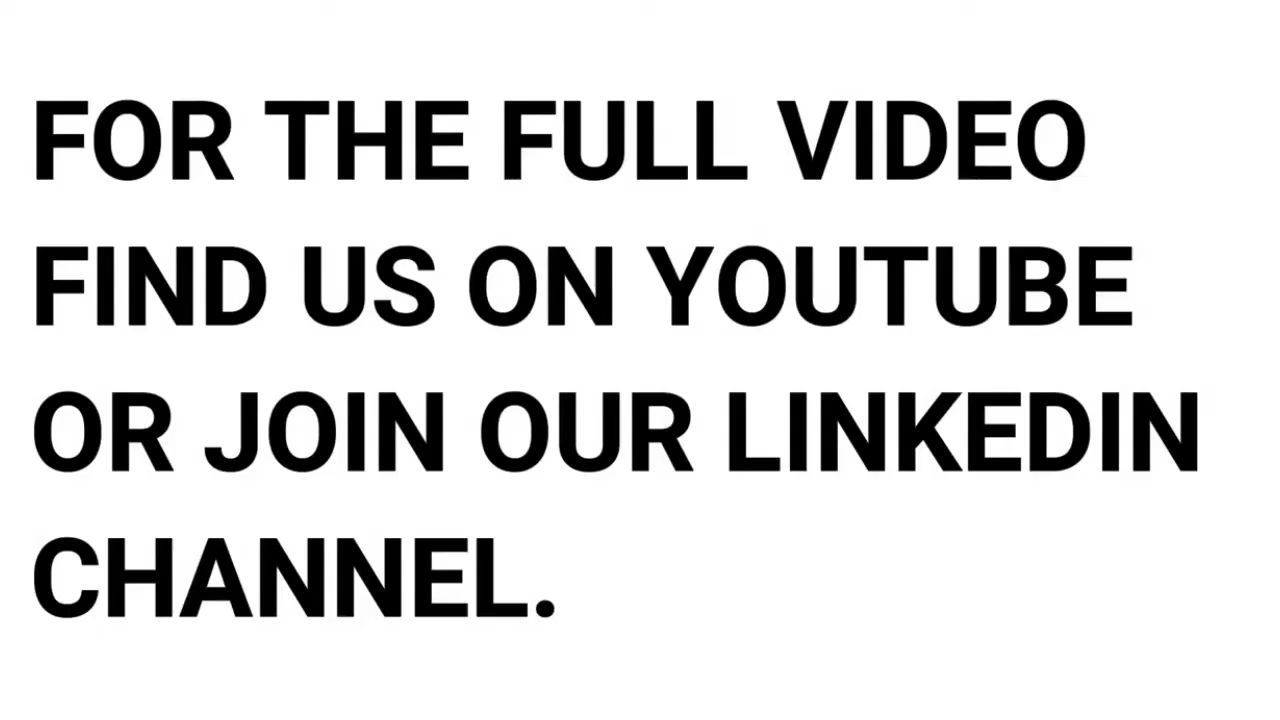 FOR THE FULL VIDEO
FIND US ON YOUTUBE
OR JOIN OUR LINKEDIN
CHANNEL.